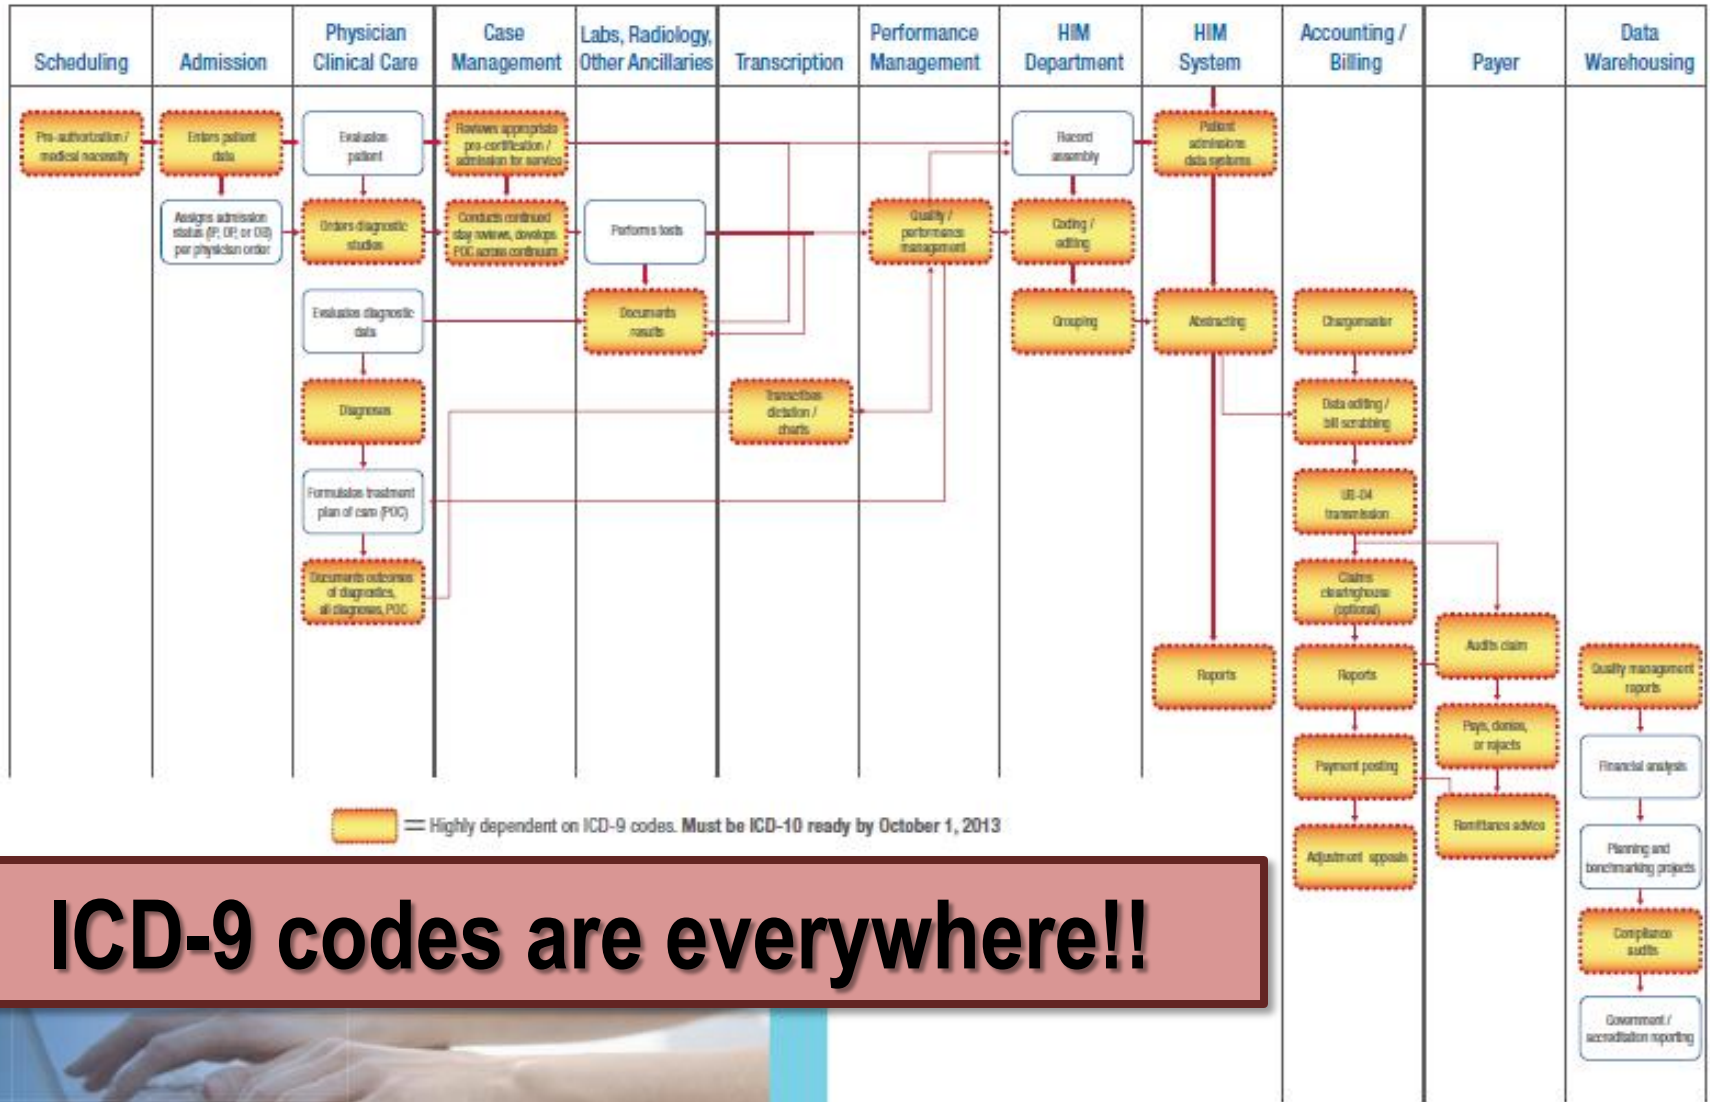 Scheduling
Admission
Physician
Clinical Care
Case
Management
Labs, Radiology,
Other Ancillaries
Transcription
Performance
Management
HIM
Department
HIM
System
Accounting /
Billing
Payer
Data
Warehousing
Pre-authorization /
medical necessity
Enters patient
data
Evaluates
patient
Reviews appropriate
pre-certification /
admission for service
Record
assembly
Patient
admissions
data systems
Assigns admission
status (IP, OP, or OB)
per physician order
Orders diagnostic
studies
Conducts continued
stay reviews, develops
POC across continuum
Performs tests
Quality /
performance
management
Coding /
editing
Evaluates diagnostic
data
Documents
results
Grouping
Abstracting
Chargemaster
Diagnoses
Transcribes
dictation /
charts
Data editing /
bill scrubbing
Formulates treatment
plan of care (POC)
UB-04
transmission
Documents outcomes
of diagnostics,
all diagnoses, POC
Claims
clearinghouse
(optional)
Reports
Reports
Audits claim
Quality management
reports
Pays, denies,
or rejects
Payment posting
Financial analysis
Remittance advice
Adjustment appeals
Planning and
benchmarking projects
Compliance
audits
Government /
accreditation reporting
= Highly dependent on ICD-9 codes. Must be ICD-10 ready by October 1, 2013
ICD-9 codes are everywhere!!